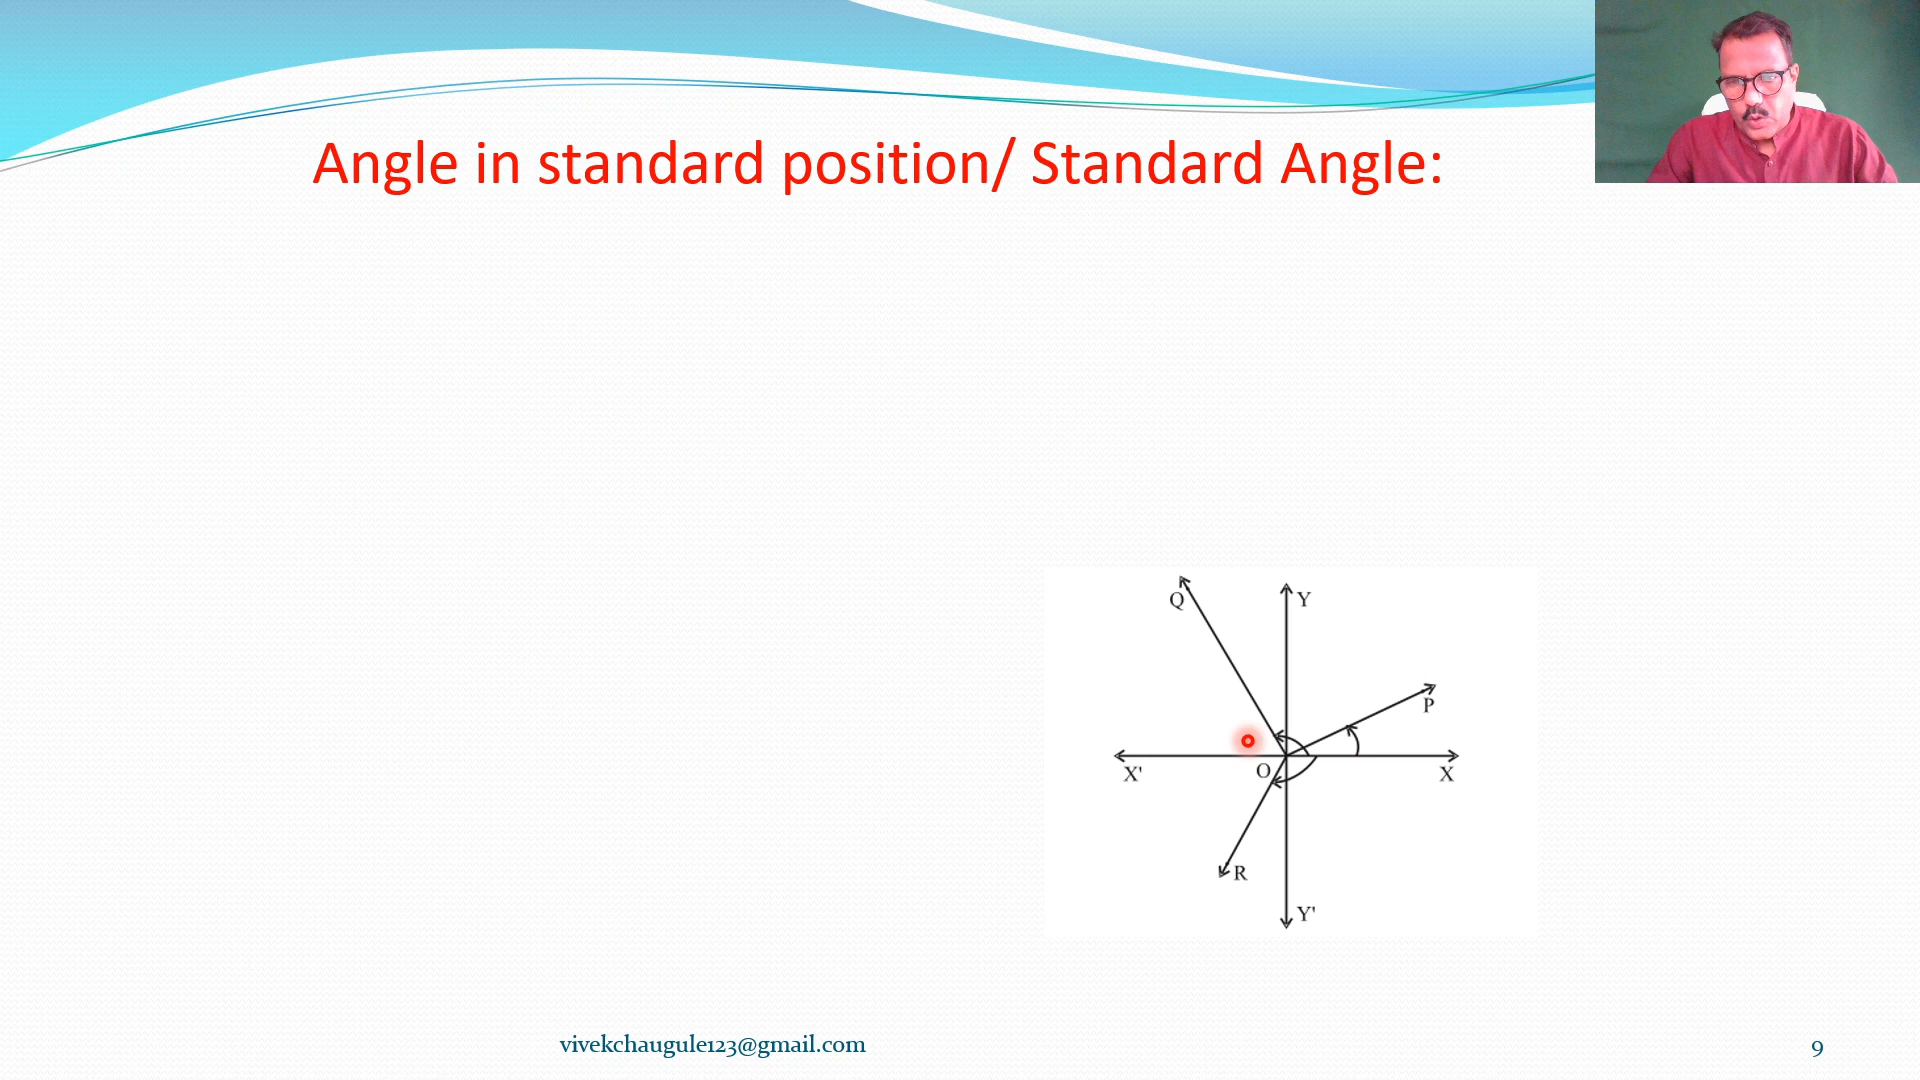 Angle in standard position/ Standard Angle:
Q
Y
P
X'
O
X
R
Y'
vivekchaugule123@gmail.com
9